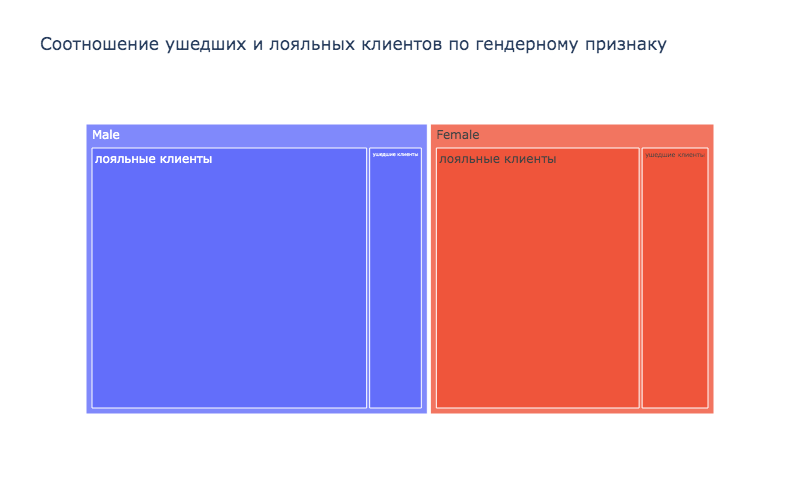 Соотношение ушедших и лояльных клиентов по гендерному признаку
Male
лояльные клиенты
ушедшие клиенты
Female
лояльные клиенты
ушедшие клиенты